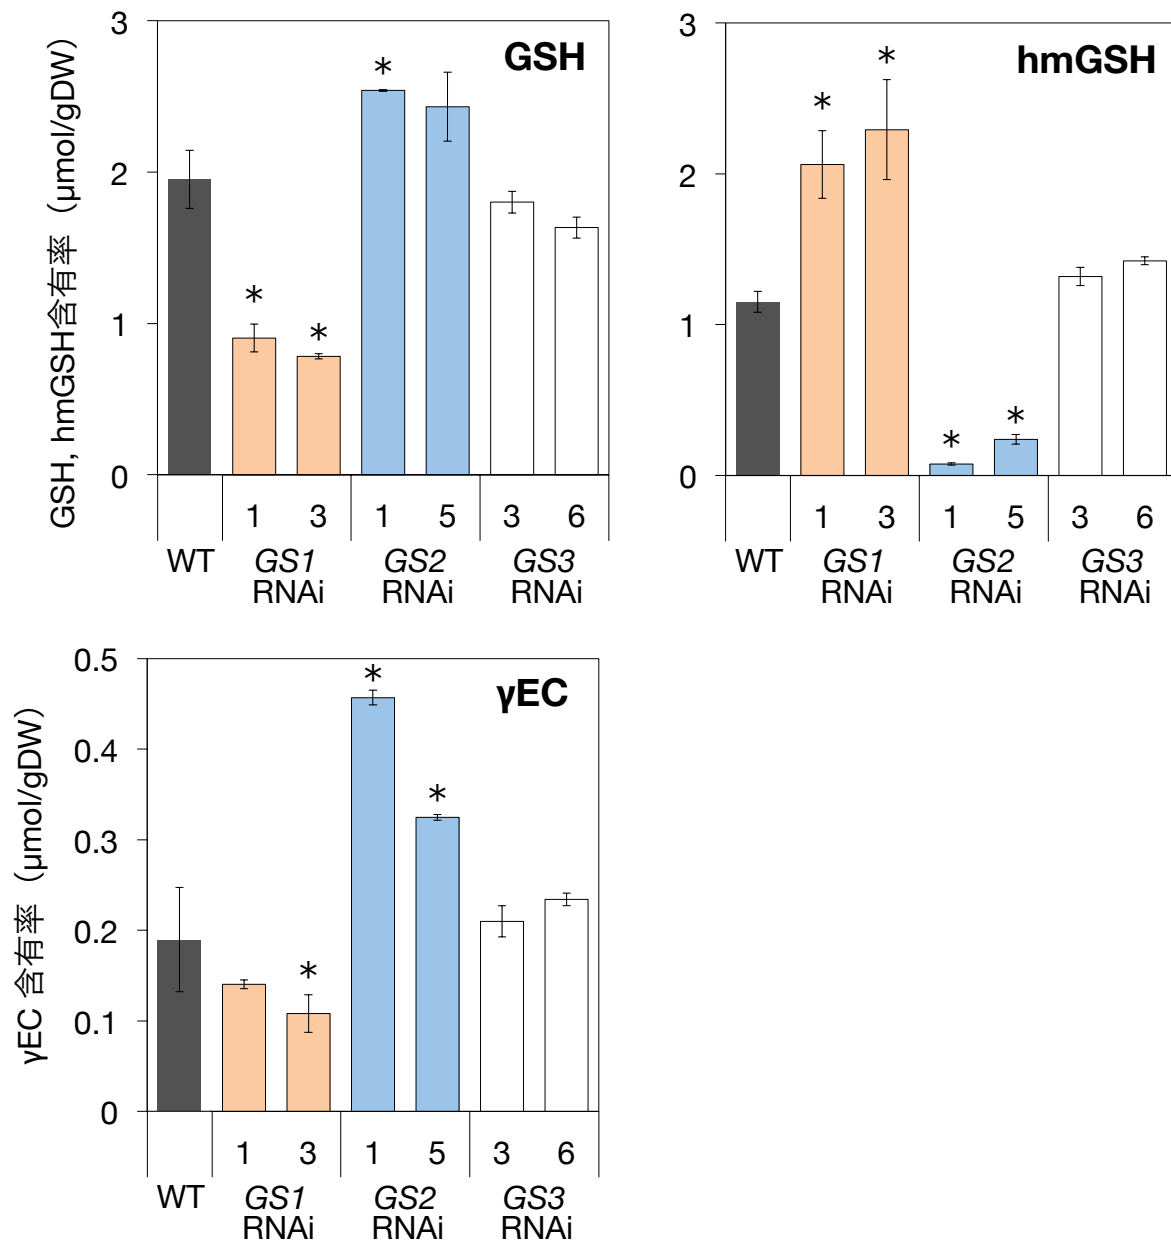 GSH, hmGSH含有率（μmol/gDW）
3
2
1
0
GSH
*
*
*
1 3 1 5 3 6
WT GS1 GS2 GS3
RNAi RNAi RNAi
3
2
1
0
hmGSH
*
*
*
*
1 3 1 5 3 6
WT GS1 GS2 GS3
RNAi RNAi RNAi
γEC 含有率（μmol/gDW）
0.5
0.4
0.3
0.2
0.1
0
γEC
*
*
*
1 3 1 5 3 6
WT GS1 GS2 GS3
RNAi RNAi RNAi